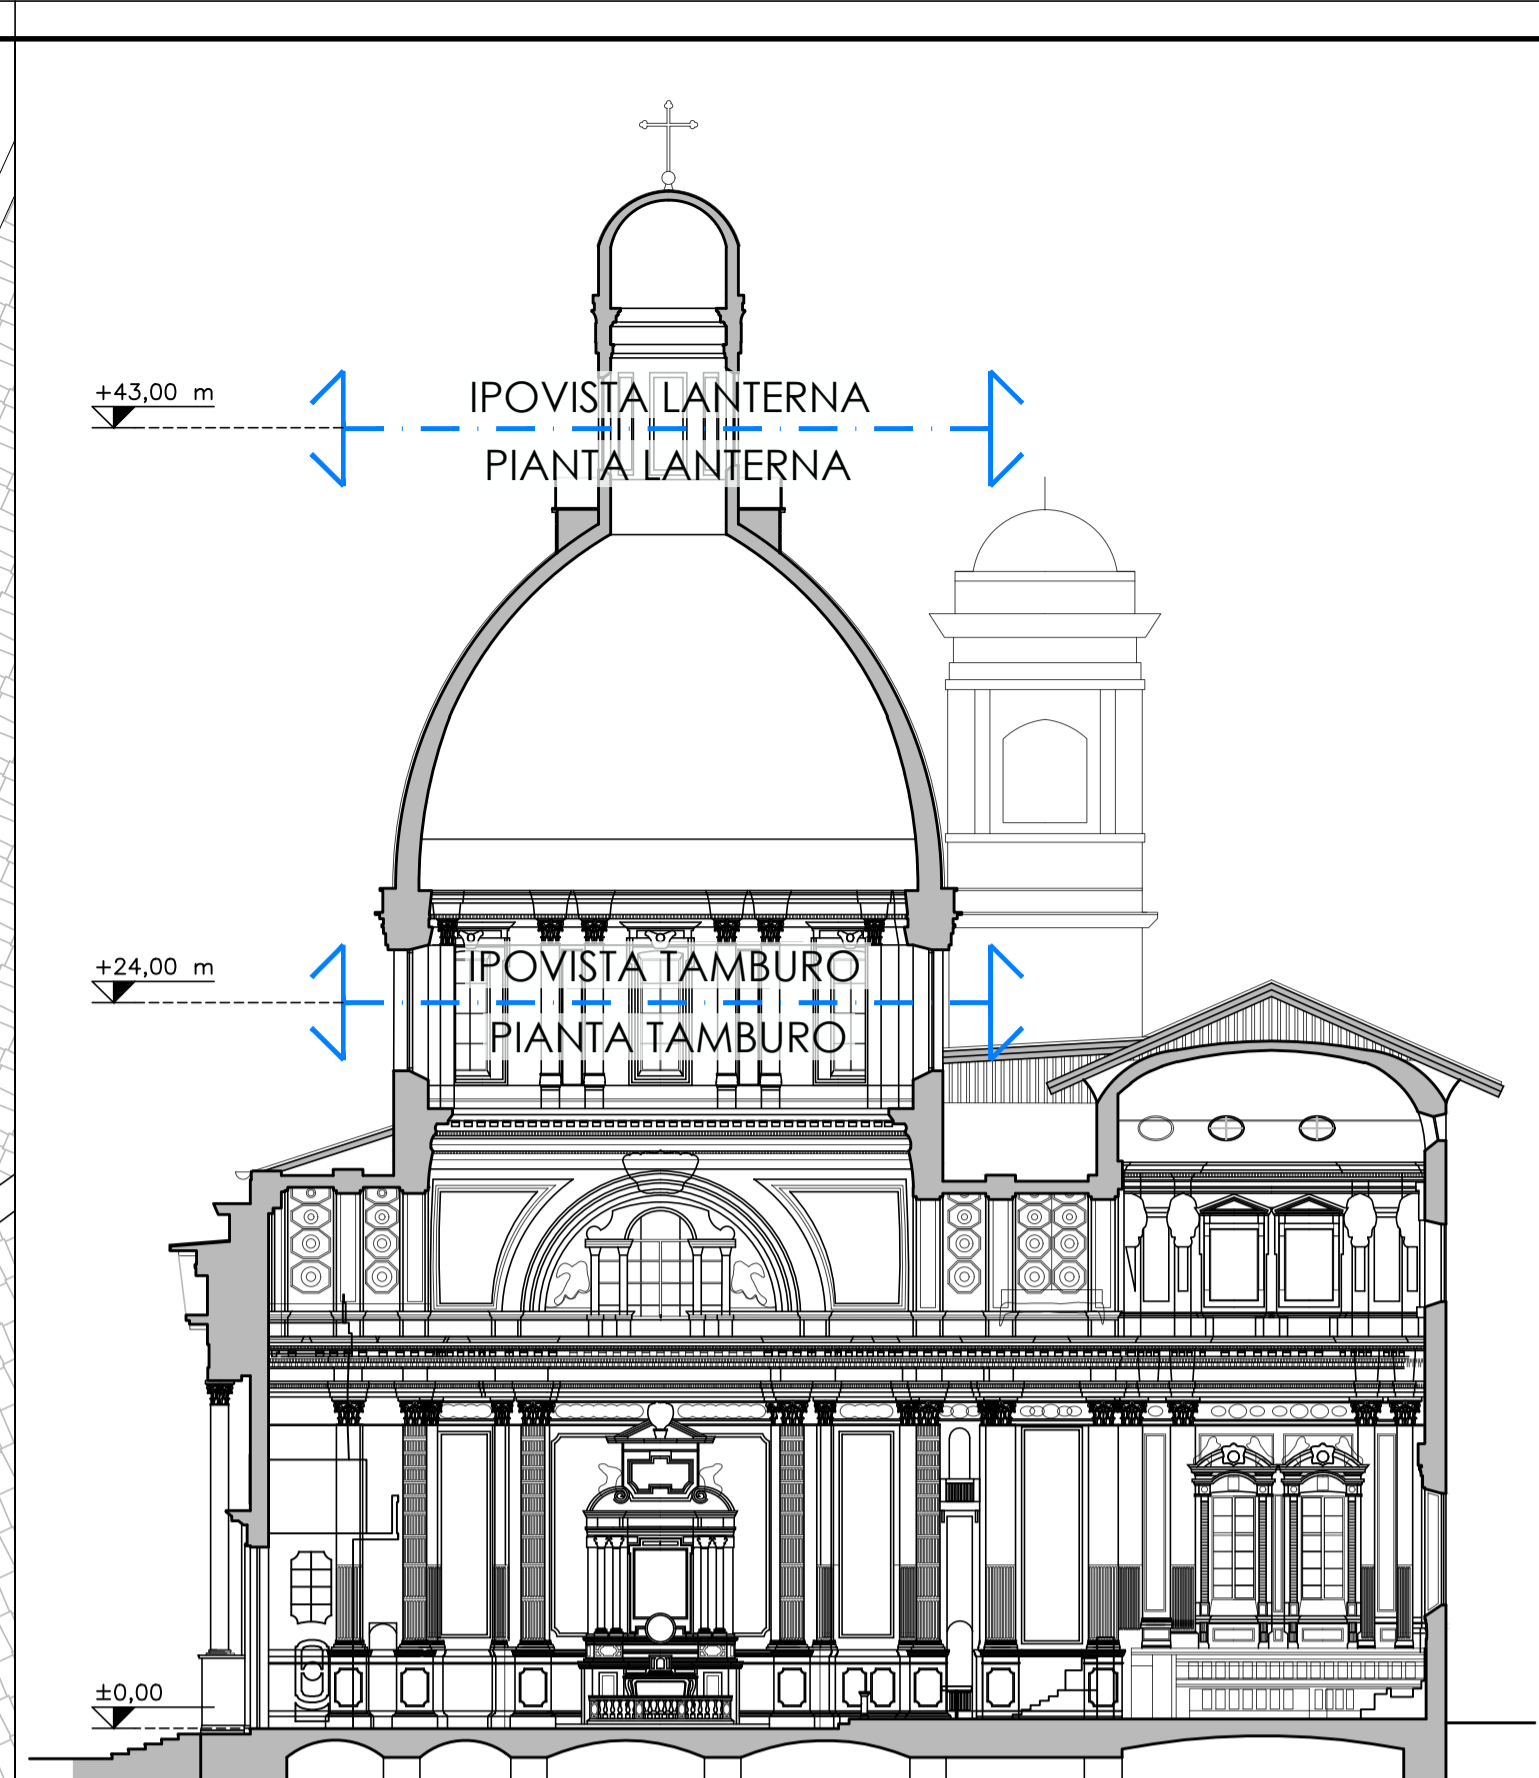 +43,00 m
IPOVISTA LANTERNA
PIANTA LANTERNA
+24,00 m
IPOVISTA TAMBURO
PIANTA TAMBURO
±0,00